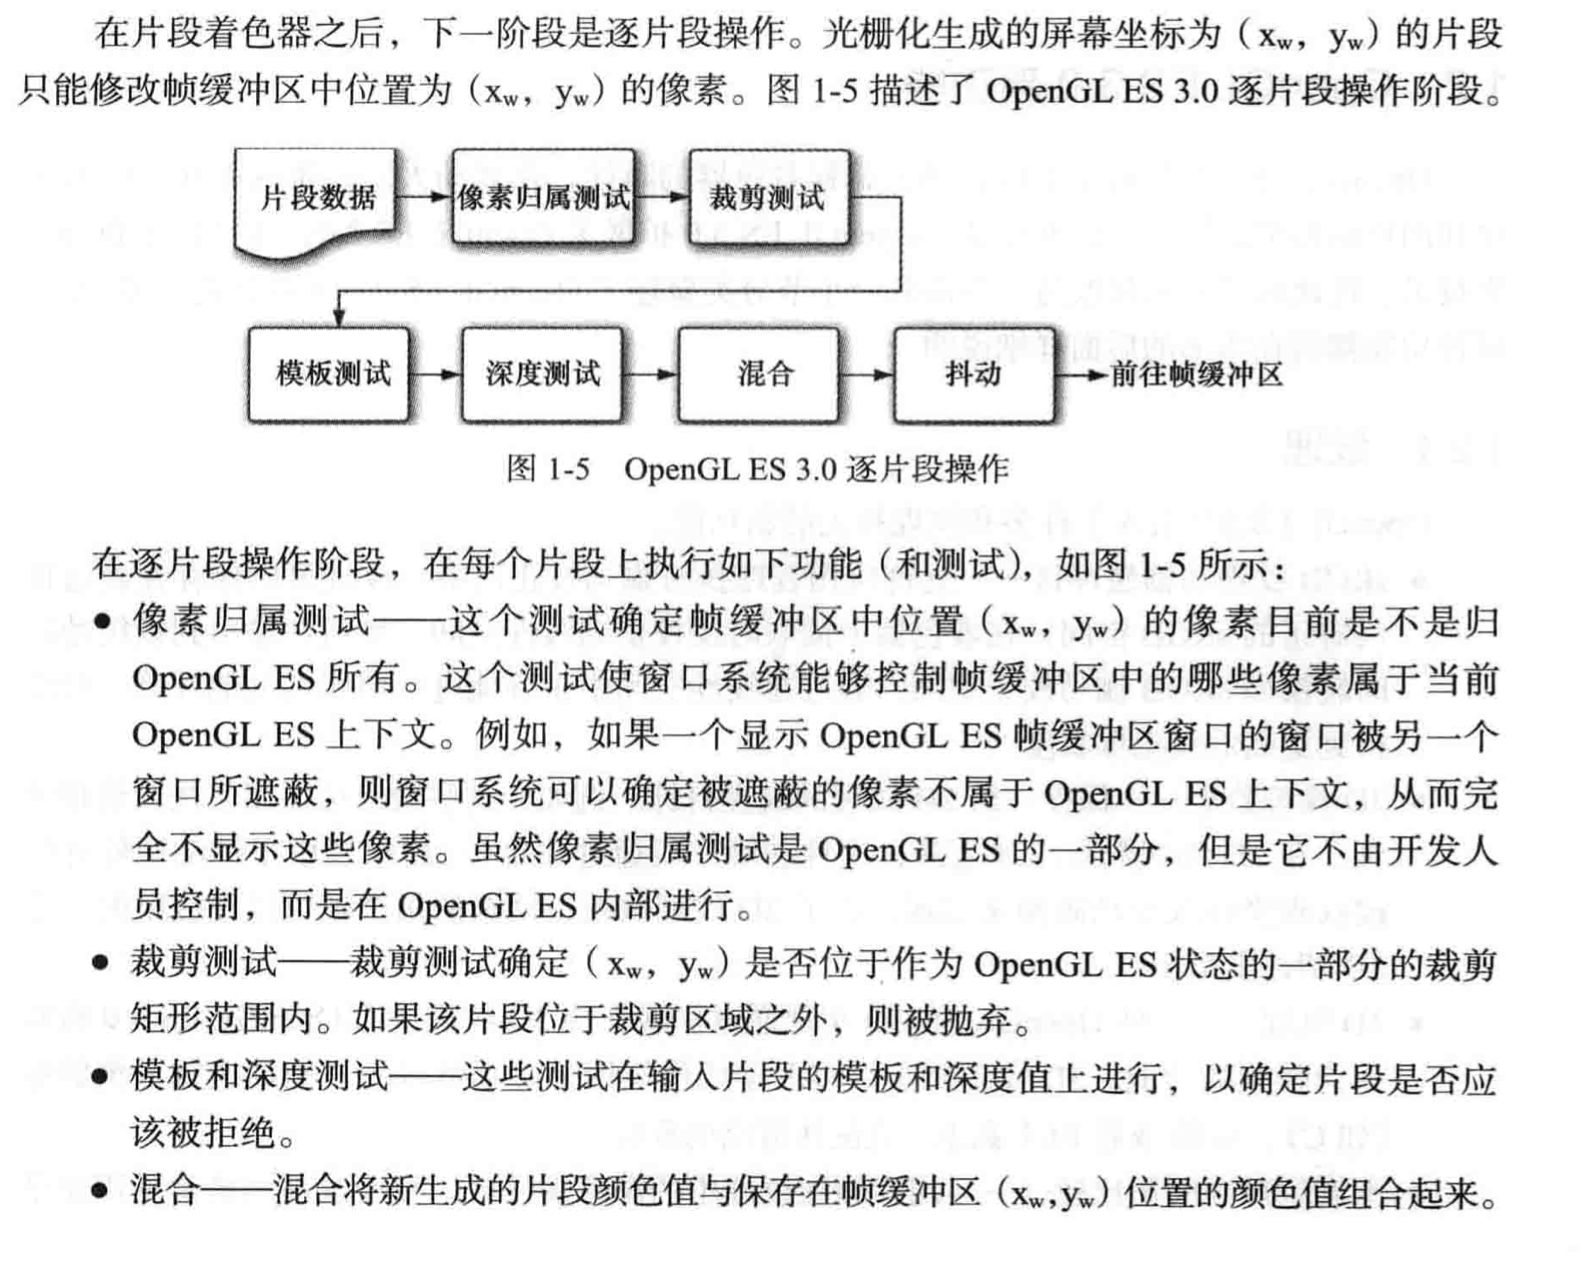 在片段着色器之后，下一阶段是逐片段操作。光栅化生成的屏幕坐标为（xw，yw）的片段
只能修改帧缓冲区中位置为（xw，yw）的像素。图 1-5 描述了 OpenGL ES 3.0 逐片段操作阶段。
片段数据
像素归属测试
裁剪测试
模板测试
深度测试
混合
抖动
前往帧缓冲区
图 1-5 OpenGL ES 3.0 逐片段操作
在逐片段操作阶段，在每个片段上执行如下功能（和测试），如图 1-5 所示：
● 像素归属测试——这个测试确定帧缓冲区中位置（xw，yw）的像素目前是不是归
OpenGL ES 所有。这个测试使窗口系统能够控制帧缓冲区中的哪些像素属于当前
OpenGL ES 上下文。例如，如果一个显示 OpenGL ES 帧缓冲区窗口的窗口被另一个
窗口所遮蔽，则窗口系统可以确定被遮蔽的像素不属于 OpenGL ES 上下文，从而完
全不显示这些像素。虽然像素归属测试是 OpenGL ES 的一部分，但是它不由开发人
员控制，而是在 OpenGL ES 内部进行。
● 裁剪测试——裁剪测试确定（xw，yw）是否位于作为 OpenGL ES 状态的一部分的裁剪
矩形范围内。如果该片段位于裁剪区域之外，则被抛弃。
● 模板和深度测试——这些测试在输入片段的模板和深度值上进行，以确定片段是否应
该被拒绝。
● 混合——混合将新生成的片段颜色值与保存在帧缓冲区（xw,yw）位置的颜色值组合起来。